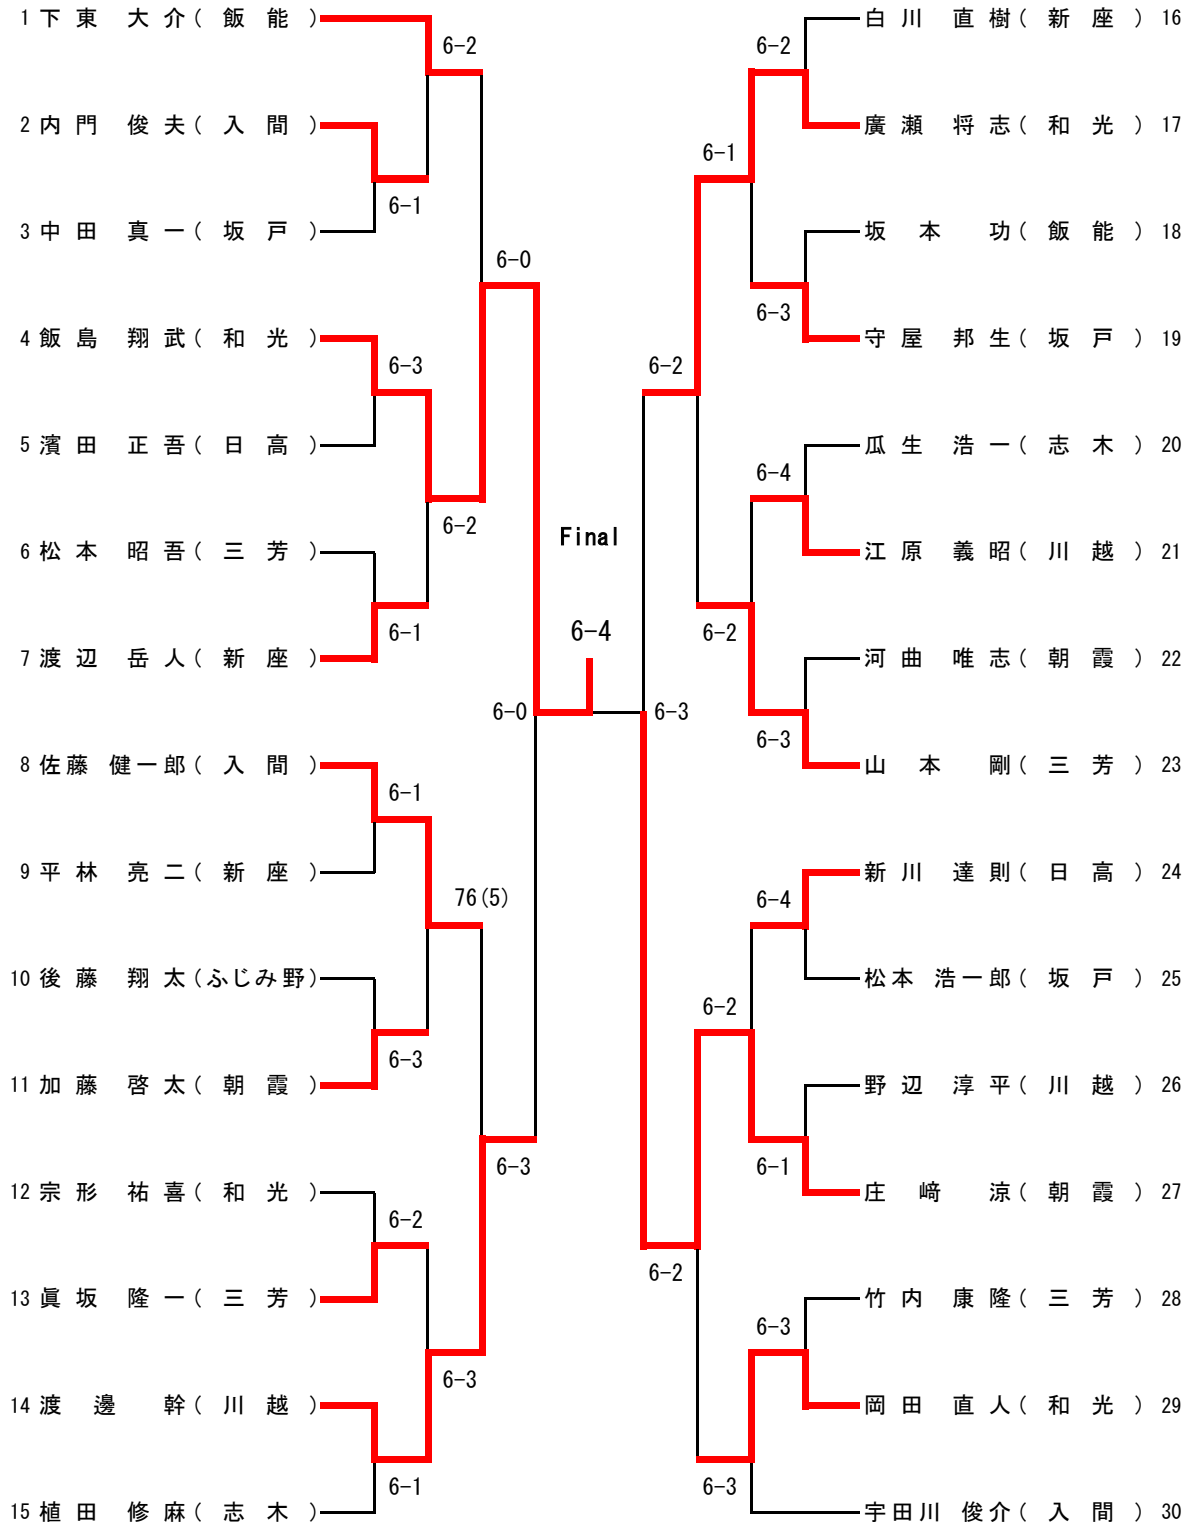 1 下東 大介(飯能)
6-2
2 内門 俊夫(入間)
6-1
3 中田 真一(坂戸)
6-0
4 飯島 翔武(和光)
6-3
5 濱田 正吾(日高)
6-2
6 松本 昭吾(三芳)
6-1
7 渡辺 岳人(新座)
6-0
8 佐藤 健一郎(入間)
6-1
9 平林 亮二(新座)
76(5)
10 後藤 翔太(ふじみ野)
6-3
11 加藤 啓太(朝霞)
6-3
12 宗形 祐喜(和光)
6-2
13 眞坂 隆一(三芳)
6-3
14 渡邊 幹(川越)
6-1
15 植田 修麻(志木)
Final
6-4
白川 直樹(新座) 16
6-2
廣瀬 将志(和光) 17
6-1
坂本 功(飯能) 18
6-3
守屋 邦生(坂戸) 19
6-2
瓜生 浩一(志木) 20
6-4
江原 義昭(川越) 21
6-2
河曲 唯志(朝霞) 22
6-3
6-3
山本 剛(三芳) 23
新川 達則(日高) 24
6-4
松本 浩一郎(坂戸) 25
6-2
野辺 淳平(川越) 26
6-1
庄﨑 涼(朝霞) 27
6-2
竹内 康隆(三芳) 28
6-3
岡田 直人(和光) 29
6-3
宇田川 俊介(入間) 30